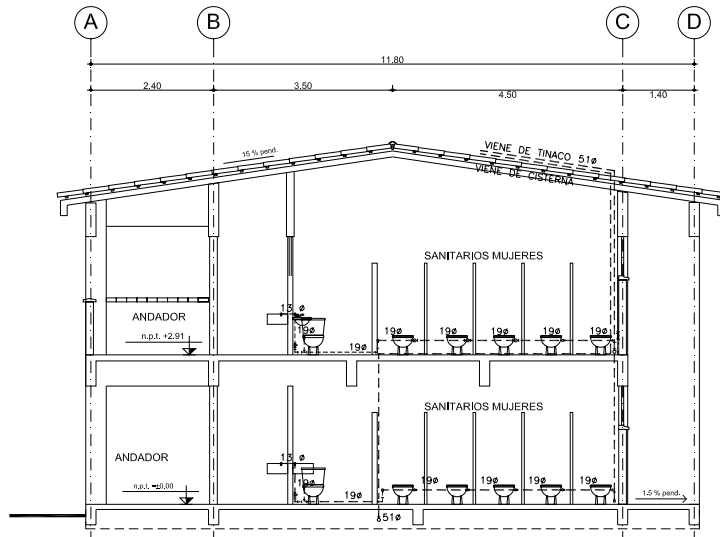 A B C D
11.80
2.40 3.50 4.50 1.40
15 % pend.
VIENE DE TINACO 51ø
VIENE DE CISTERNA
SANITARIOS MUJERES
13 ø
ANDADOR
n.p.t. +2.91
19ø
19ø
19ø 19ø 19ø 19ø 19ø
SANITARIOS MUJERES
13 ø
ANDADOR
n.p.t. ±0,00
19ø
19ø
19ø 19ø 19ø 19ø 19ø
1.5 % pend.
51ø